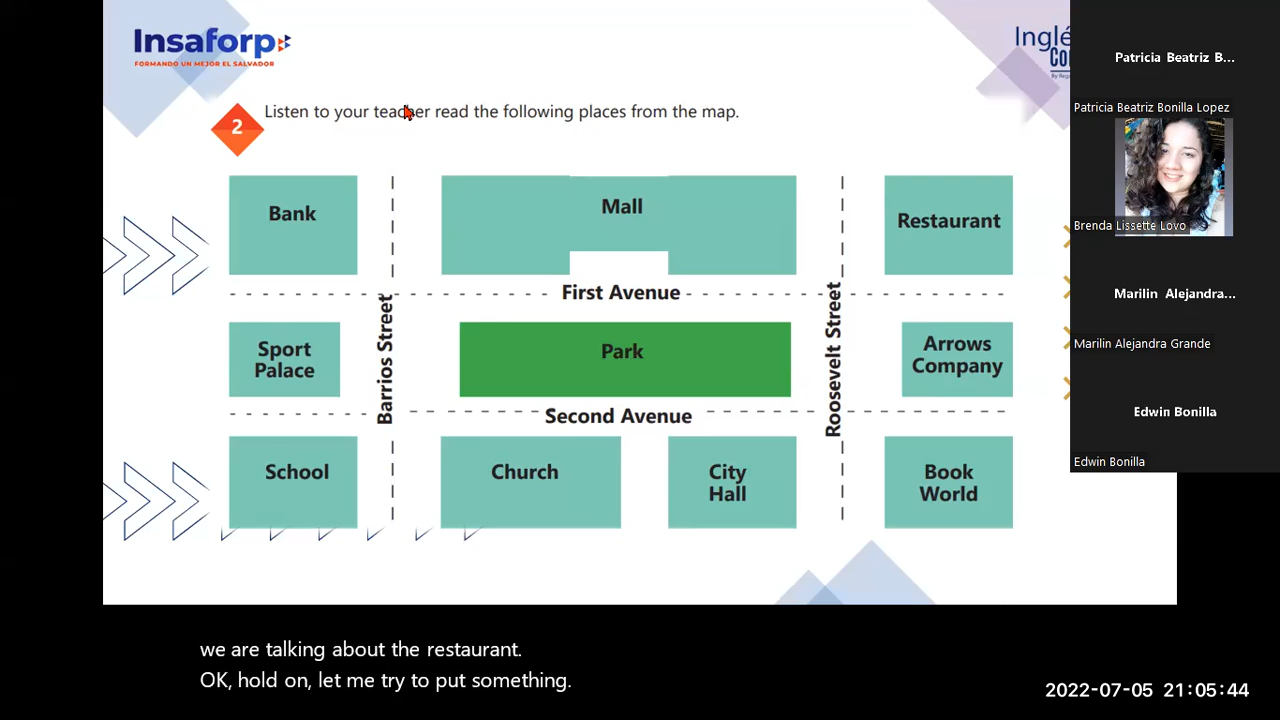 Insaforp
FORMANDO UN MEJOR EL SALVADOR
Inglé
2
Listen to your teacher read the following places from the map.
Bank
Mall
Restaurant
First Avenue
Sport
Palace
Barrios Street
Park
Roosevelt Street
Arrows
Company
Second Avenue
School
Church
City
Hall
Book
World
Patricia Beatriz B...
Patricia Beatriz Bonilla Lopez
Brenda Lissette Lovo
Marilin Alejandra...
Marilin Alejandra Grande
Edwin Bonilla
Edwin Bonilla
we are talking about the restaurant.
OK, hold on, let me try to put something.
2022-07-05 21:05:44